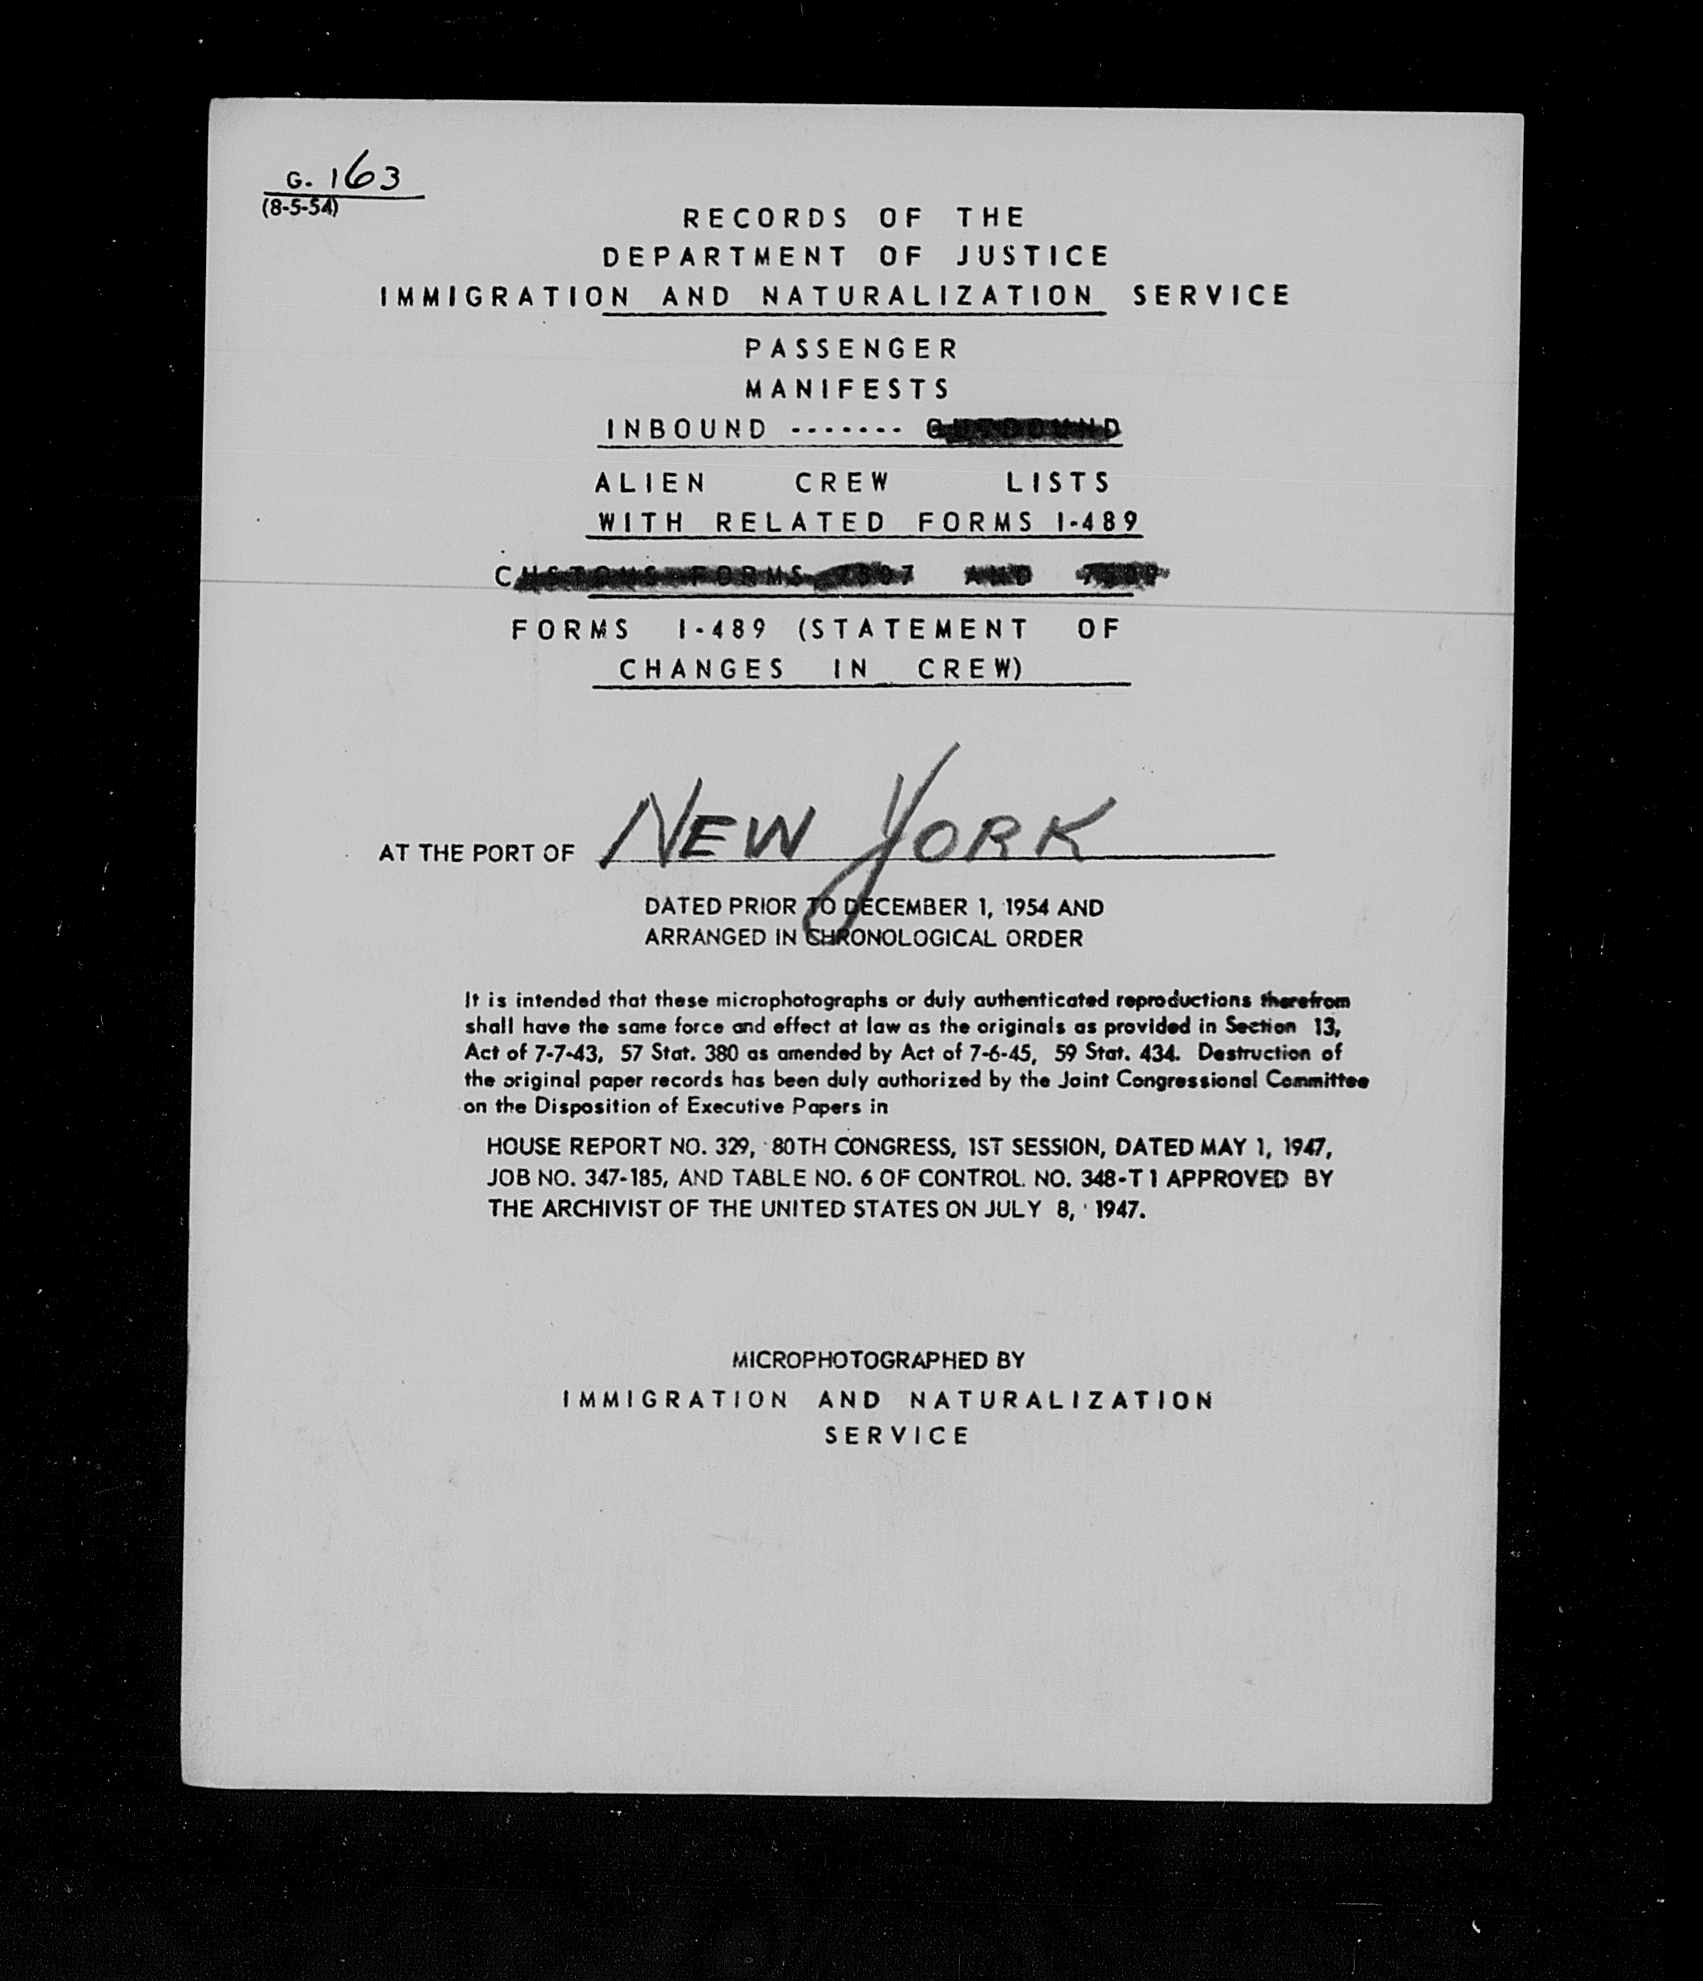 G. 163
(8-5-54)
RECORDS OF THE
DEPARTMENT OF JUSTICE
IMMIGRATION AND NATURALIZATION SERVICE
PASSENGER
MANIFESTS
INBOUND ------- OUTBOUND
ALIEN CREW LISTS
WITH RELATED FORMS I-489
CUSTOMS FORMS 7507 AND
FORMS I-489 (STATEMENT OF
CHANGES IN CREW)
AT THE PORT OF NEW YORK
DATED PRIOR TO DECEMBER 1, 1954 AND
ARRANGED IN CHRONOLOGICAL ORDER
It is intended that these microphotographs or duly authenticated reproductions therefrom
shall have the same force and effect at law as the originals as provided in Section 13,
Act of 7-7-43, 57 Stat. 380 as amended by Act of 7-6-45, 59 Stat. 434. Destruction of
the original paper records has been duly authorized by the Joint Congressional Committee
on the Disposition of Executive Papers in
HOUSE REPORT NO. 329, 80TH CONGRESS, 1ST SESSION, DATED MAY 1, 1947,
JOB NO. 347-185, AND TABLE NO. 6 OF CONTROL NO. 348-T 1 APPROVED BY
THE ARCHIVIST OF THE UNITED STATES ON JULY 8, 1947.
MICROPHOTOGRAPHED BY
IMMIGRATION AND NATURALIZATION
SERVICE